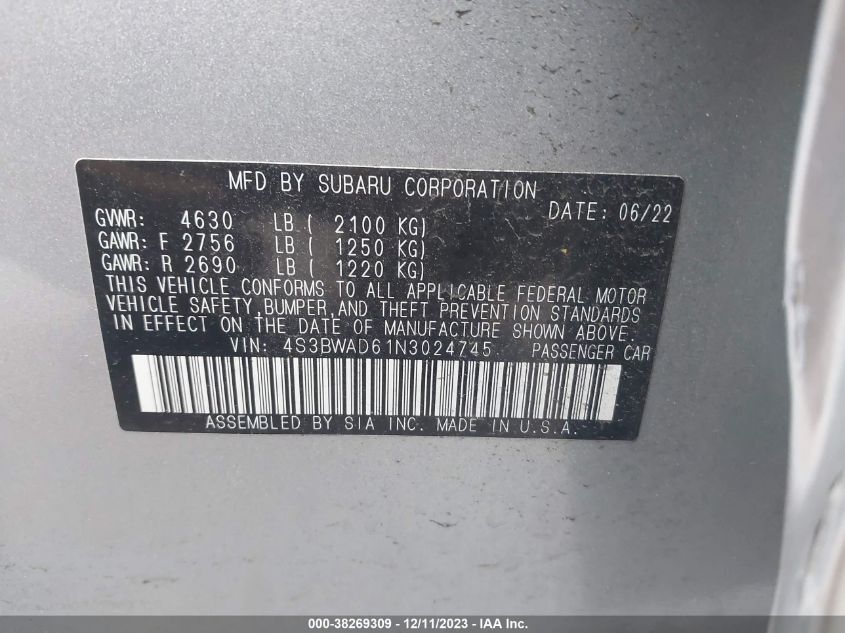 MFD BY SUBARU CORPORATION
DATE: 06/22
GVWR: 4630 LB ( 2100 KG)
GAWR: F 2756 LB ( 1250 KG)
GAWR: R 2690 LB ( 1220 KG)
THIS VEHICLE CONFORMS TO ALL APPLICABLE FEDERAL MOTOR
VEHICLE SAFETY,BUMPER,AND THEFT PREVENTION STANDARDS
IN EFFECT ON THE DATE OF MANUFACTURE SHOWN ABOVE.
VIN: 4S3BWAD61N3024745 PASSENGER CAR
ASSEMBLED BY SIA INC. MADE IN U.S.A.
000-38269309 - 12/11/2023 - IAA Inc.